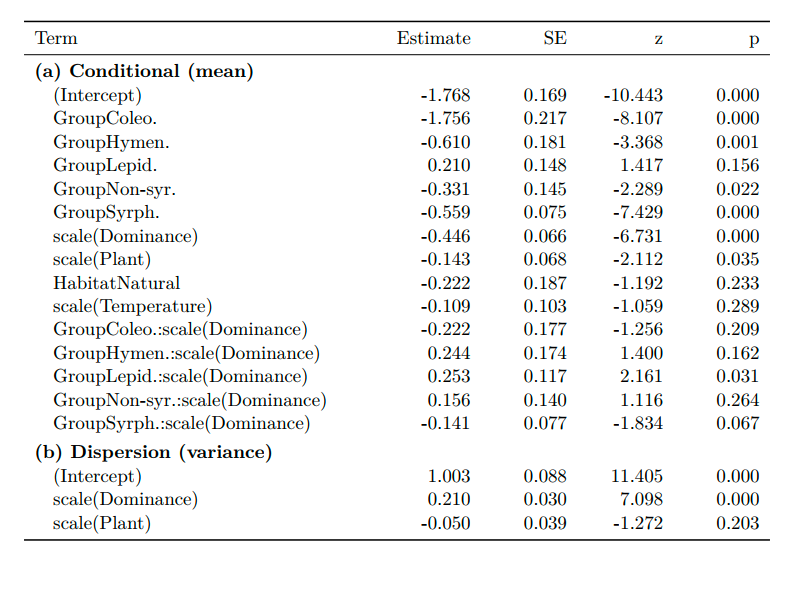 Term Estimate SE z p
(a) Conditional (mean)
(Intercept) -1.768 0.169 -10.443 0.000
GroupColeo. -1.756 0.217 -8.107 0.000
GroupHymen. -0.610 0.181 -3.368 0.001
GroupLepid. 0.210 0.148 1.417 0.156
GroupNon-syr. -0.331 0.145 -2.289 0.022
GroupSyrph. -0.559 0.075 -7.429 0.000
scale(Dominance) -0.446 0.066 -6.731 0.000
scale(Plant) -0.143 0.068 -2.112 0.035
HabitatNatural -0.222 0.187 -1.192 0.233
scale(Temperature) -0.109 0.103 -1.059 0.289
GroupColeo.:scale(Dominance) -0.222 0.177 -1.256 0.209
GroupHymen.:scale(Dominance) 0.244 0.174 1.400 0.162
GroupLepid.:scale(Dominance) 0.253 0.117 2.161 0.031
GroupNon-syr.:scale(Dominance) 0.156 0.140 1.116 0.264
GroupSyrph.:scale(Dominance) -0.141 0.077 -1.834 0.067
(b) Dispersion (variance)
(Intercept) 1.003 0.088 11.405 0.000
scale(Dominance) 0.210 0.030 7.098 0.000
scale(Plant) -0.050 0.039 -1.272 0.203